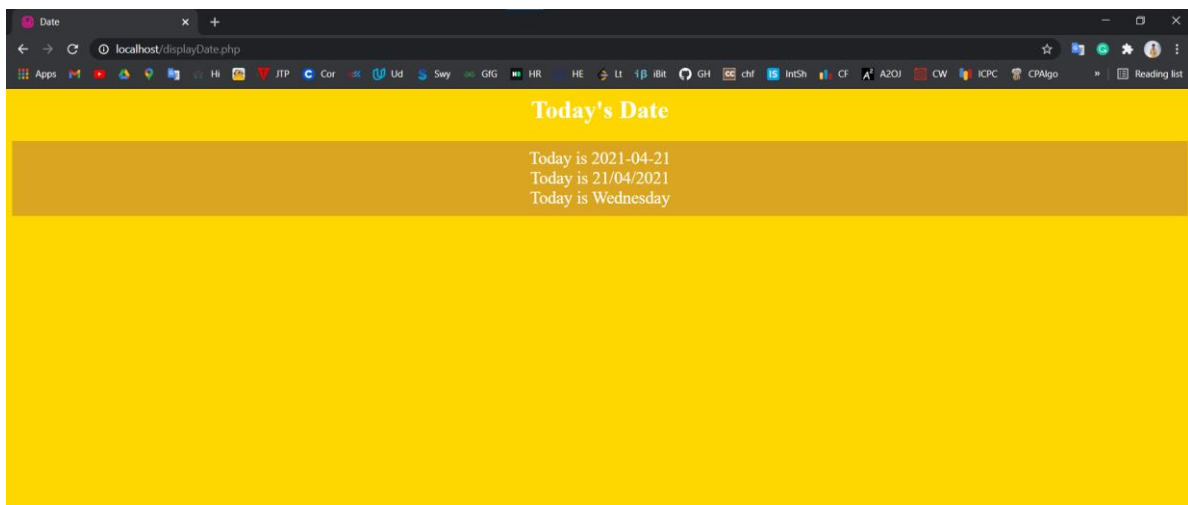 Date
localhost/displayDate.php
Apps Hi JTP Cor Ud Swy GfG HR HE Lt iBit GH chf IntSh CF A2OJ CW ICPC CPAlgo » Reading list
Today's Date
Today is 2021-04-21
Today is 21/04/2021
Today is Wednesday